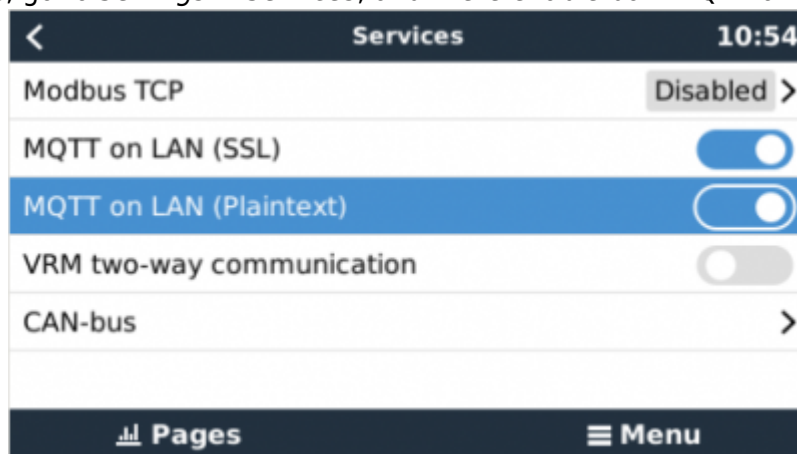 Services 10:54
Modbus TCP Disabled
MQTT on LAN (SSL)
MQTT on LAN (Plaintext)
VRM two-way communication
CAN-bus
Pages Menu